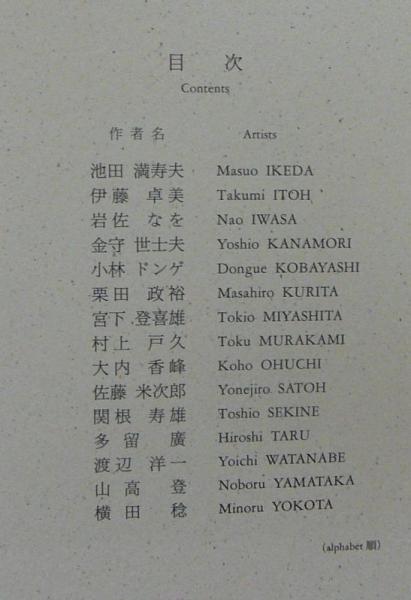 目 次
Contents
作者名 Artists
池田 満寿夫 Masuo IKEDA
伊藤 卓美 Takumi ITOH
岩佐 なを Nao IWASA
金守 世士夫 Yoshio KANAMORI
小林 ドンゲ Dongue KOBAYASHI
栗田 政裕 Masahiro KURITA
宮下 登喜雄 Tokio MIYASHITA
村上 戸久 Toku MURAKAMI
大内 香峰 Koho OHUCHI
佐藤 米次郎 Yonejiro SATOH
関根 寿雄 Toshio SEKINE
多留 廣 Hiroshi TARU
渡辺 洋一 Yoichi WATANABE
山高 登 Noboru YAMATAKA
横田 稔 Minoru YOKOTA
(alphabet 順)